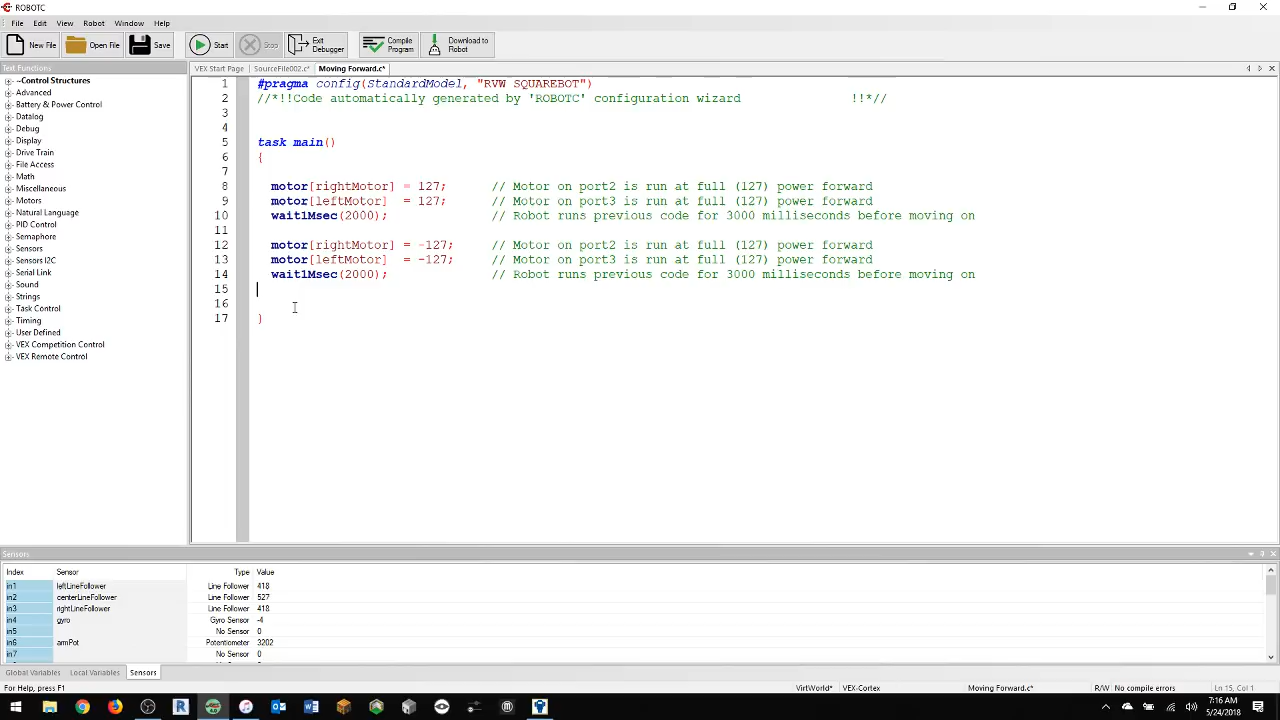 ROBOTC
File Edit View Robot Window Help
New File Open File Save Start Stop Exit Debugger Compile Program Download to Robot
Text Functions
VEX Start Page SourceFile002.c* Moving Forward.c*
~Control Structures
Advanced
Battery & Power Control
Datalog
Debug
Display
Drive Train
File Access
Math
Miscellaneous
Motors
Natural Language
PID Control
Semaphore
Sensors
Sensors I2C
Serial Link
Sound
Strings
Task Control
Timing
User Defined
VEX Competition Control
VEX Remote Control
1 #pragma config(StandardModel, "RVW SQUAREBOT")
2 //*!!Code automatically generated by 'ROBOTC' configuration wizard !!*//
3
4
5 task main()
6 {
7
8 motor[rightMotor] = 127; // Motor on port2 is run at full (127) power forward
9 motor[leftMotor] = 127; // Motor on port3 is run at full (127) power forward
10 wait1Msec(2000); // Robot runs previous code for 3000 milliseconds before moving on
11
12 motor[rightMotor] = -127; // Motor on port2 is run at full (127) power forward
13 motor[leftMotor] = -127; // Motor on port3 is run at full (127) power forward
14 wait1Msec(2000); // Robot runs previous code for 3000 milliseconds before moving on
15
16
17 }
Sensors
Index Sensor Type Value
in1 leftLineFollower Line Follower 418
in2 centerLineFollower Line Follower 527
in3 rightLineFollower Line Follower 418
in4 gyro Gyro Sensor -4
in5 No Sensor 0
in6 armPot Potentiometer 3202
in7 No Sensor 0
Global Variables Local Variables Sensors
For Help, press F1 VirtWorld* VEX-Cortex Moving Forward.c* R/W No compile errors Ln 15, Col 1
7:16 AM
5/24/2018